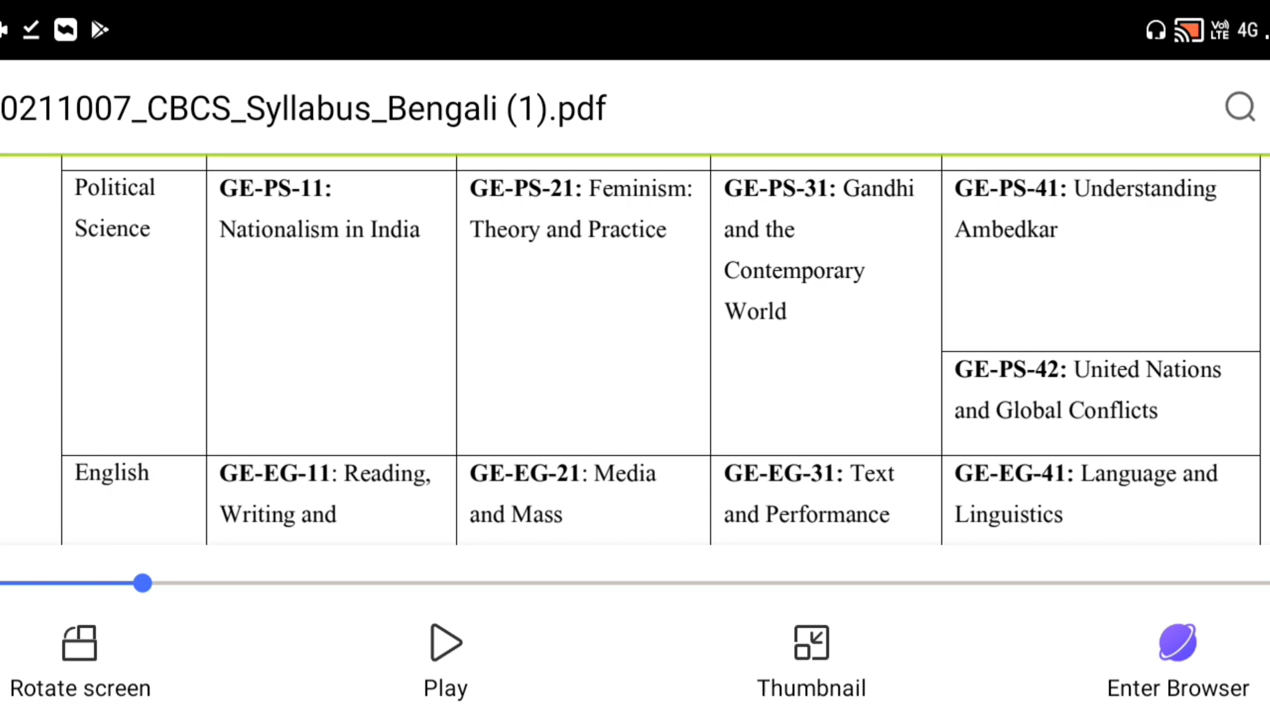 VoI) LTE 4G
0211007_CBCS_Syllabus_Bengali (1).pdf
Political Science
GE-PS-11: Nationalism in India
GE-PS-21: Feminism: Theory and Practice
GE-PS-31: Gandhi and the Contemporary World
GE-PS-41: Understanding Ambedkar
GE-PS-42: United Nations and Global Conflicts
English
GE-EG-11: Reading, Writing and
GE-EG-21: Media and Mass
GE-EG-31: Text and Performance
GE-EG-41: Language and Linguistics
Rotate screen
Play
Thumbnail
Enter Browser